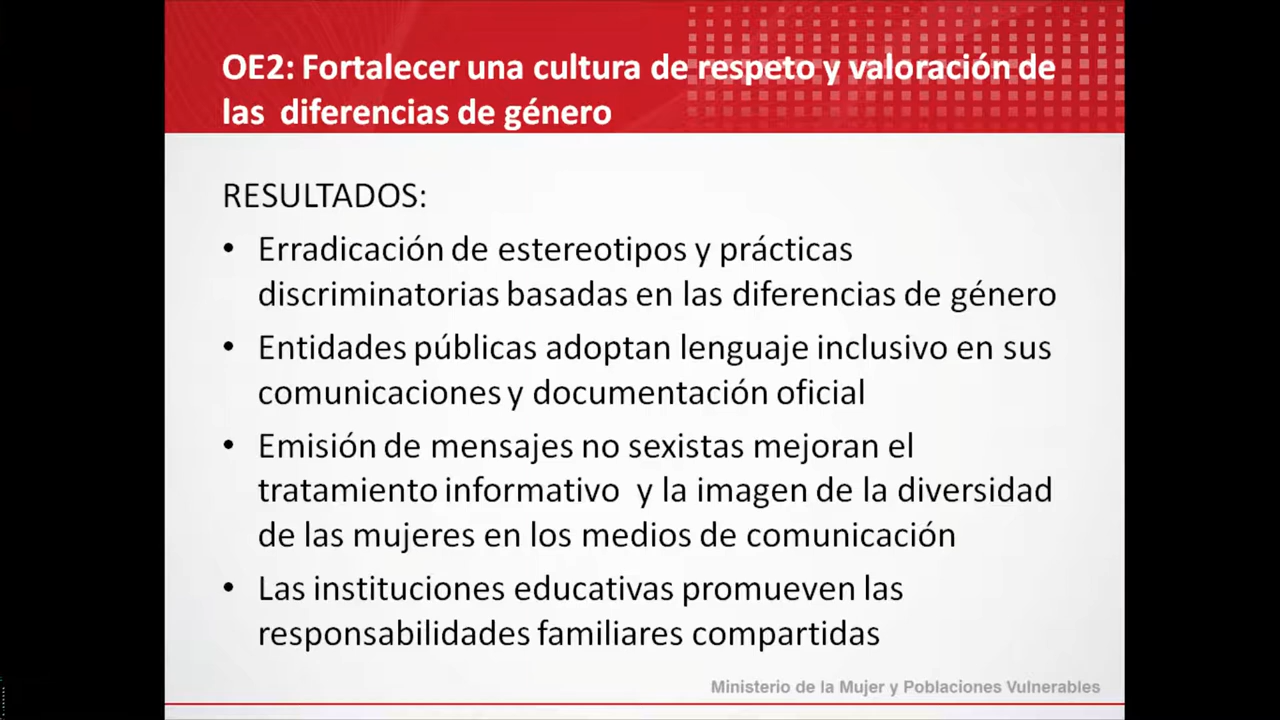 OE2: Fortalecer una cultura de respeto y valoración de
las diferencias de género
RESULTADOS:
• Erradicación de estereotipos y prácticas
discriminatorias basadas en las diferencias de género
• Entidades públicas adoptan lenguaje inclusivo en sus
comunicaciones y documentación oficial
• Emisión de mensajes no sexistas mejoran el
tratamiento informativo y la imagen de la diversidad
de las mujeres en los medios de comunicación
• Las instituciones educativas promueven las
responsabilidades familiares compartidas
Ministerio de la Mujer y Poblaciones Vulnerables